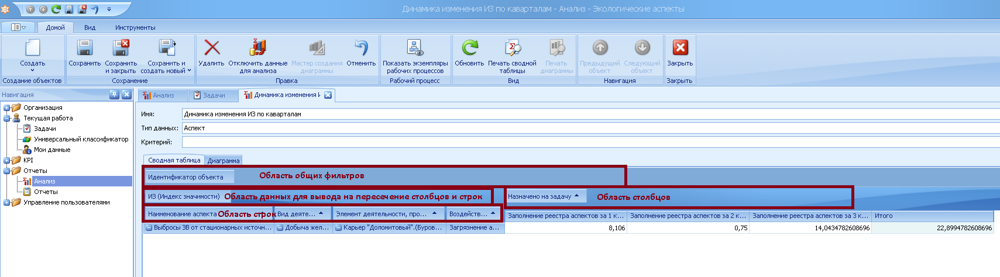 Динамика изменения ИЗ по каварталам - Анализ - Экологические аспекты
Домой Вид Инструменты
Создать Сохранить Сохранить и закрыть Сохранить и создать новый Удалить Отключить данные для анализа Мастер создания диаграммы Отменить Показать экземпляры рабочих процессов Обновить Печать сводной таблицы Печать диаграммы Предыдущий объект Следующий объект Закрыть
Создание объектов Сохранение Правка Рабочий процесс Вид Навигация Закрыть
Навигация
Организация
Текущая работа
Задачи
Универсальный классификатор
Мои данные
KPI
Отчеты
Анализ
Отчеты
Управление пользователями
Анализ Задачи Динамика изменения И
Имя: Динамика изменения ИЗ по каварталам
Тип данных: Аспект
Критерий:
Сводная таблица Диаграмма
Идентификатор объекта Область общих фильтров
ИЗ (Индекс значимости) Область данных для вывода на пересечение столбцов и строк Назначено на задачу Область столбцов
Наименование аспекта Область строк Вид деяте... Элемент деятельности, про... Воздейств... Заполнение реестра аспектов за 1 к... Заполнение реестра аспектов за 2 к... Заполнение реестра аспектов за 3 к... Итого
Выбросы ЗВ от стационарных источн... Добыча жел... Карьер "Доломитовый".(Буров... Загрязнение а... 8,106 0,75 14,0434782608696 22,8994782608696